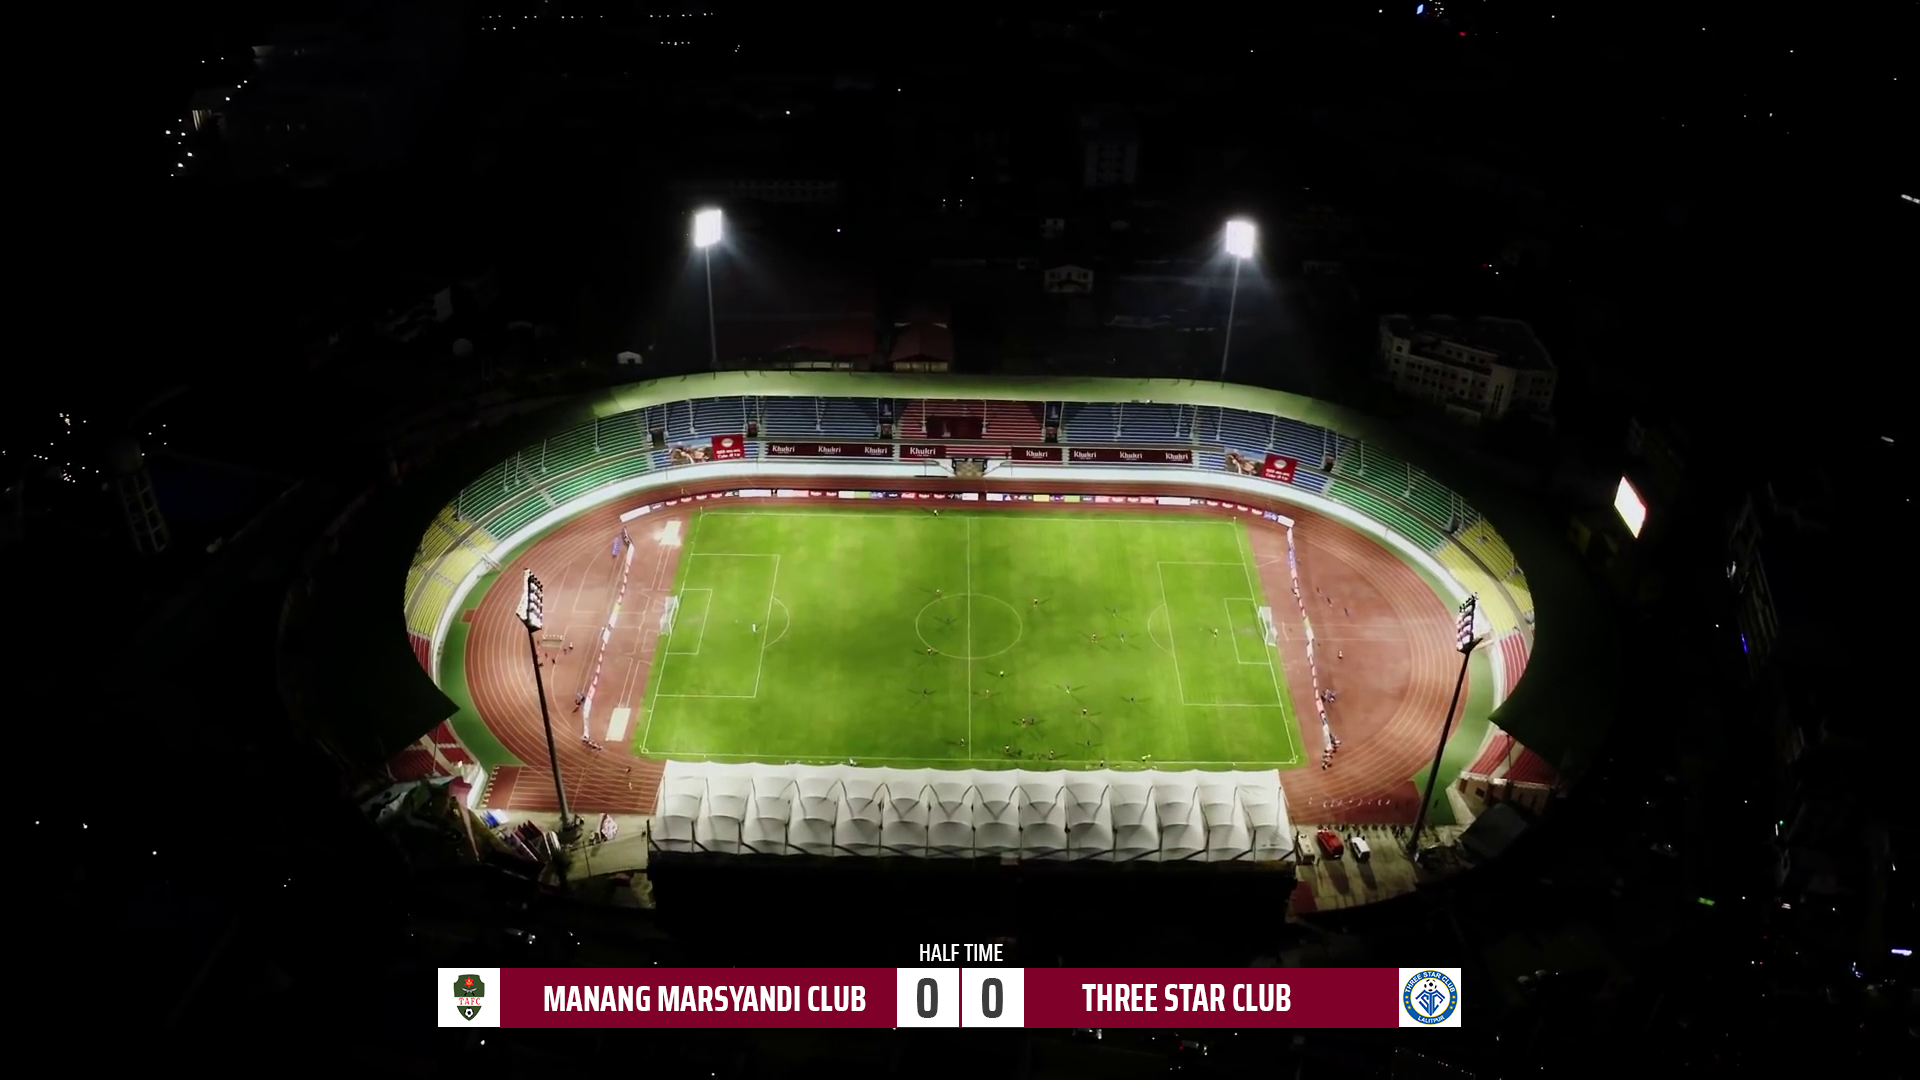 Khukri Khukri Khukri Khukri Khukri Khukri Khukri Khukri
HALF TIME
TAFC
MANANG MARSYANDI CLUB 0 0 THREE STAR CLUB
THREE STAR CLUB
LALITPUR